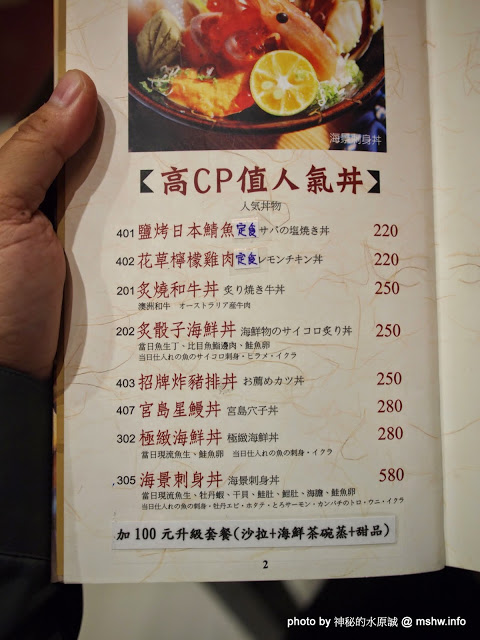 海景刺身丼
【高CP值人氣丼】
人気丼物
401 鹽烤日本鯖魚定食 サバの塩焼き丼 220
402 花草檸檬雞肉定食 レモンチキン丼 220
201 炙燒和牛丼 炙り焼き牛丼 250
澳洲和牛 オーストラリア産牛肉
202 炙骰子海鮮丼 海鮮物のサイコロ炙り丼 250
當日魚生丁、比目魚鰭邊肉、鮭魚卵
当日仕入れの魚のサイコロ刺身・ヒラメ・イクラ
403 招牌炸豬排丼 お薦めカツ丼 250
407 宮島星鰻丼 宮島穴子丼 280
302 極緻海鮮丼 極緻海鮮丼 280
當日現流魚生、鮭魚卵 当日仕入れの魚の刺身・イクラ
305 海景刺身丼 海景刺身丼 580
當日現流魚生、牡丹蝦、干貝、鮭肚、鰤肚、海膽、鮭魚卵
当日仕入れの魚の刺身・牡丹エビ・ホタテ・とろサーモン・カンパチのトロ・ウニ・イクラ
加100元升級套餐(沙拉+海鮮茶碗蒸+甜品)
2
photo by 神秘的水原誠 @ mshw.info